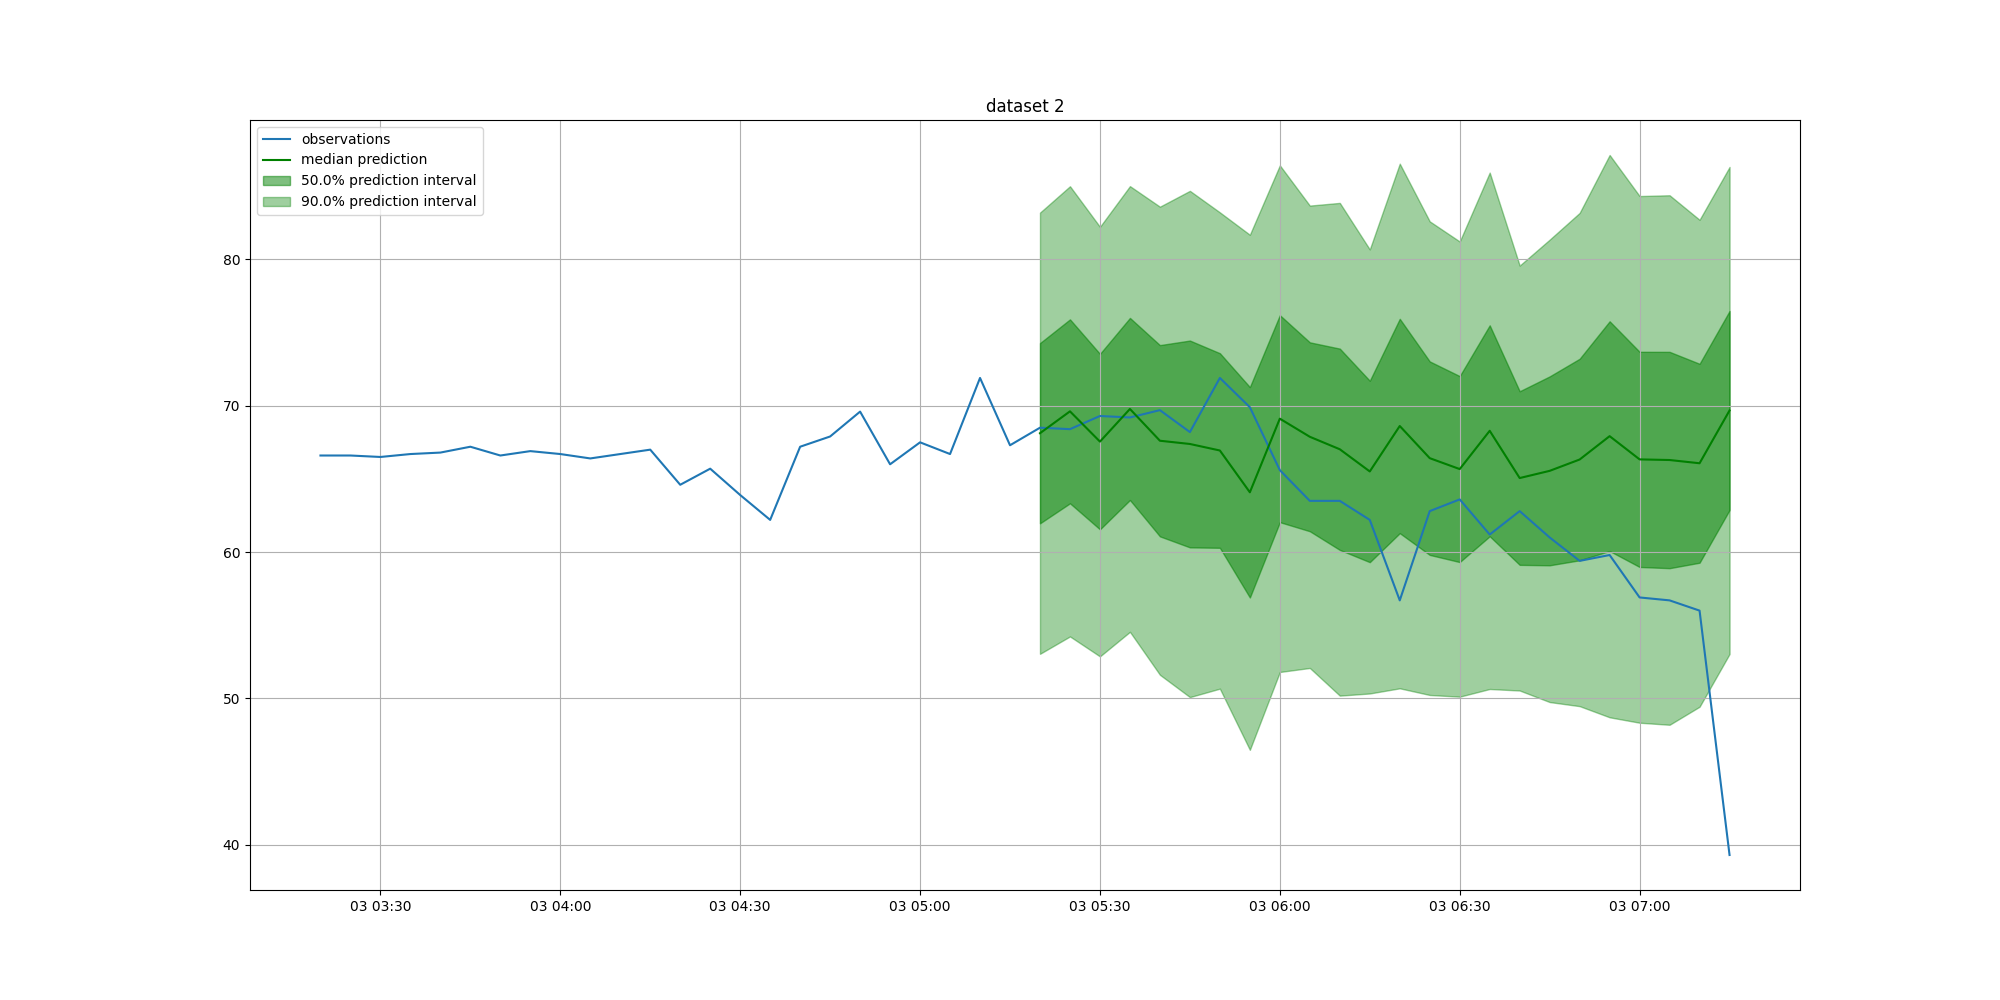 dataset 2
observations
median prediction
50.0% prediction interval
90.0% prediction interval
80
70
60
50
40
03 03:30
03 04:00
03 04:30
03 05:00
03 05:30
03 06:00
03 06:30
03 07:00